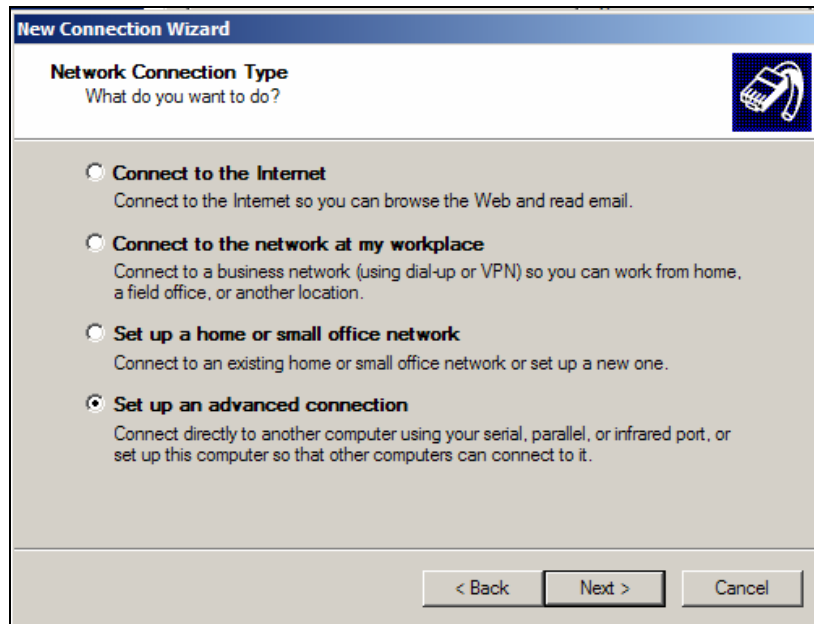 New Connection Wizard
Network Connection Type
What do you want to do?
Connect to the Internet
Connect to the Internet so you can browse the Web and read email.
Connect to the network at my workplace
Connect to a business network (using dial-up or VPN) so you can work from home,
a field office, or another location.
Set up a home or small office network
Connect to an existing home or small office network or set up a new one.
Set up an advanced connection
Connect directly to another computer using your serial, parallel, or infrared port, or
set up this computer so that other computers can connect to it.
< Back Next > Cancel